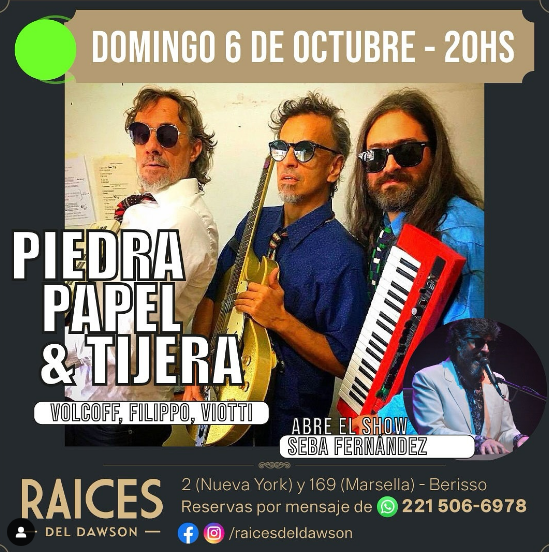 DOMINGO 6 DE OCTUBRE - 20HS
PIEDRA
PAPEL
& TIJERA
VOLCOFF, FILIPPO, VIOTTI
ABRE EL SHOW
SEBA FERNÁNDEZ
RAICES
DEL DAWSON
2 (Nueva York) y 169 (Marsella) - Berisso
Reservas por mensaje de 221 506-6978
/raicesdeldawson